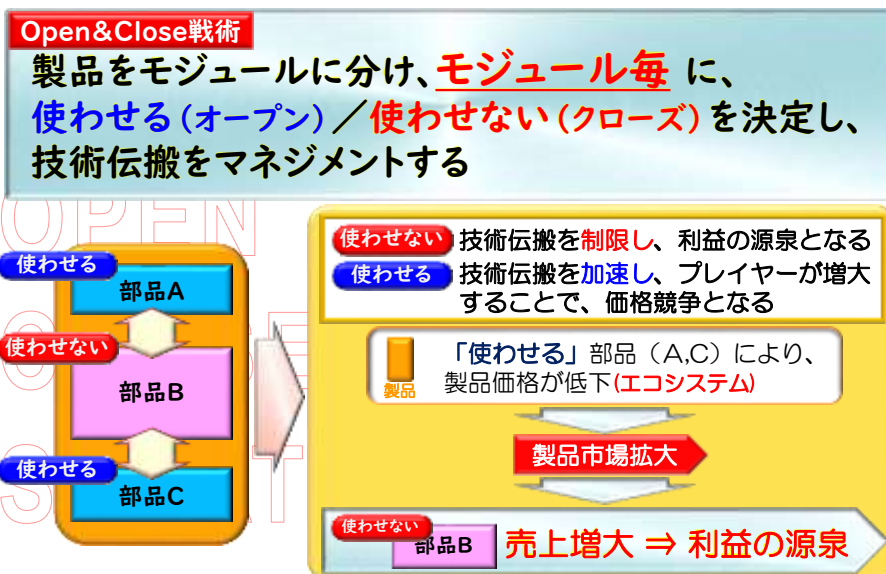 Open&Close戦術
製品をモジュールに分け、モジュール毎 に、
使わせる(オープン)/使わせない(クローズ)を決定し、
技術伝搬をマネジメントする
OPEN
使わせる
部品A
使わせない
部品B
使わせる
部品C
使わせない 技術伝搬を制限し、利益の源泉となる
使わせる 技術伝搬を加速し、プレイヤーが増大
することで、価格競争となる
製品
「使わせる」部品(A,C)により、
製品価格が低下(エコシステム)
製品市場拡大
使わせない
部品B
売上増大 ⇒ 利益の源泉